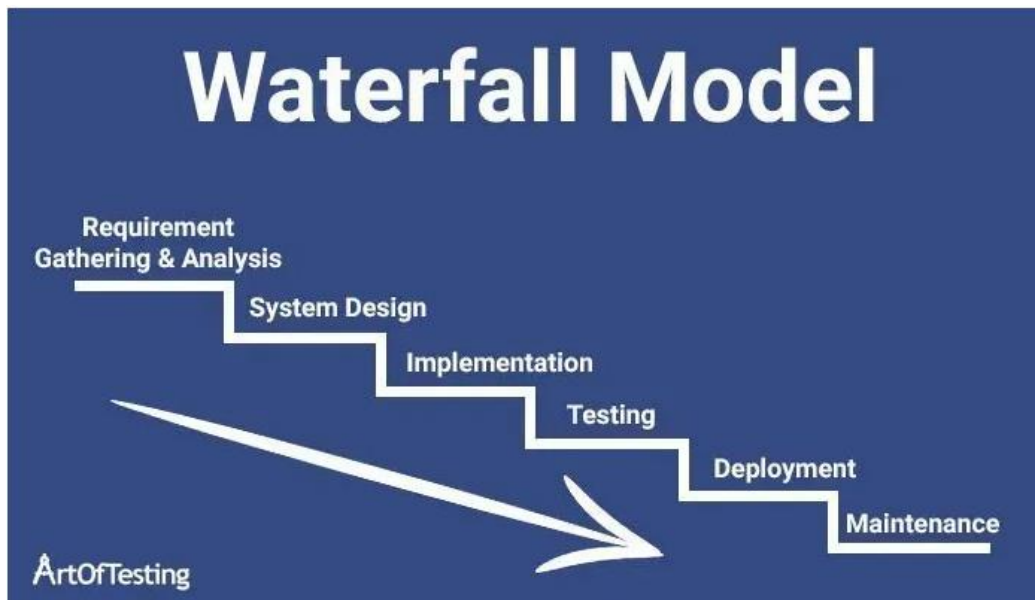 Waterfall Model
Requirement
Gathering & Analysis
System Design
Implementation
Testing
Deployment
Maintenance
ArtOfTesting